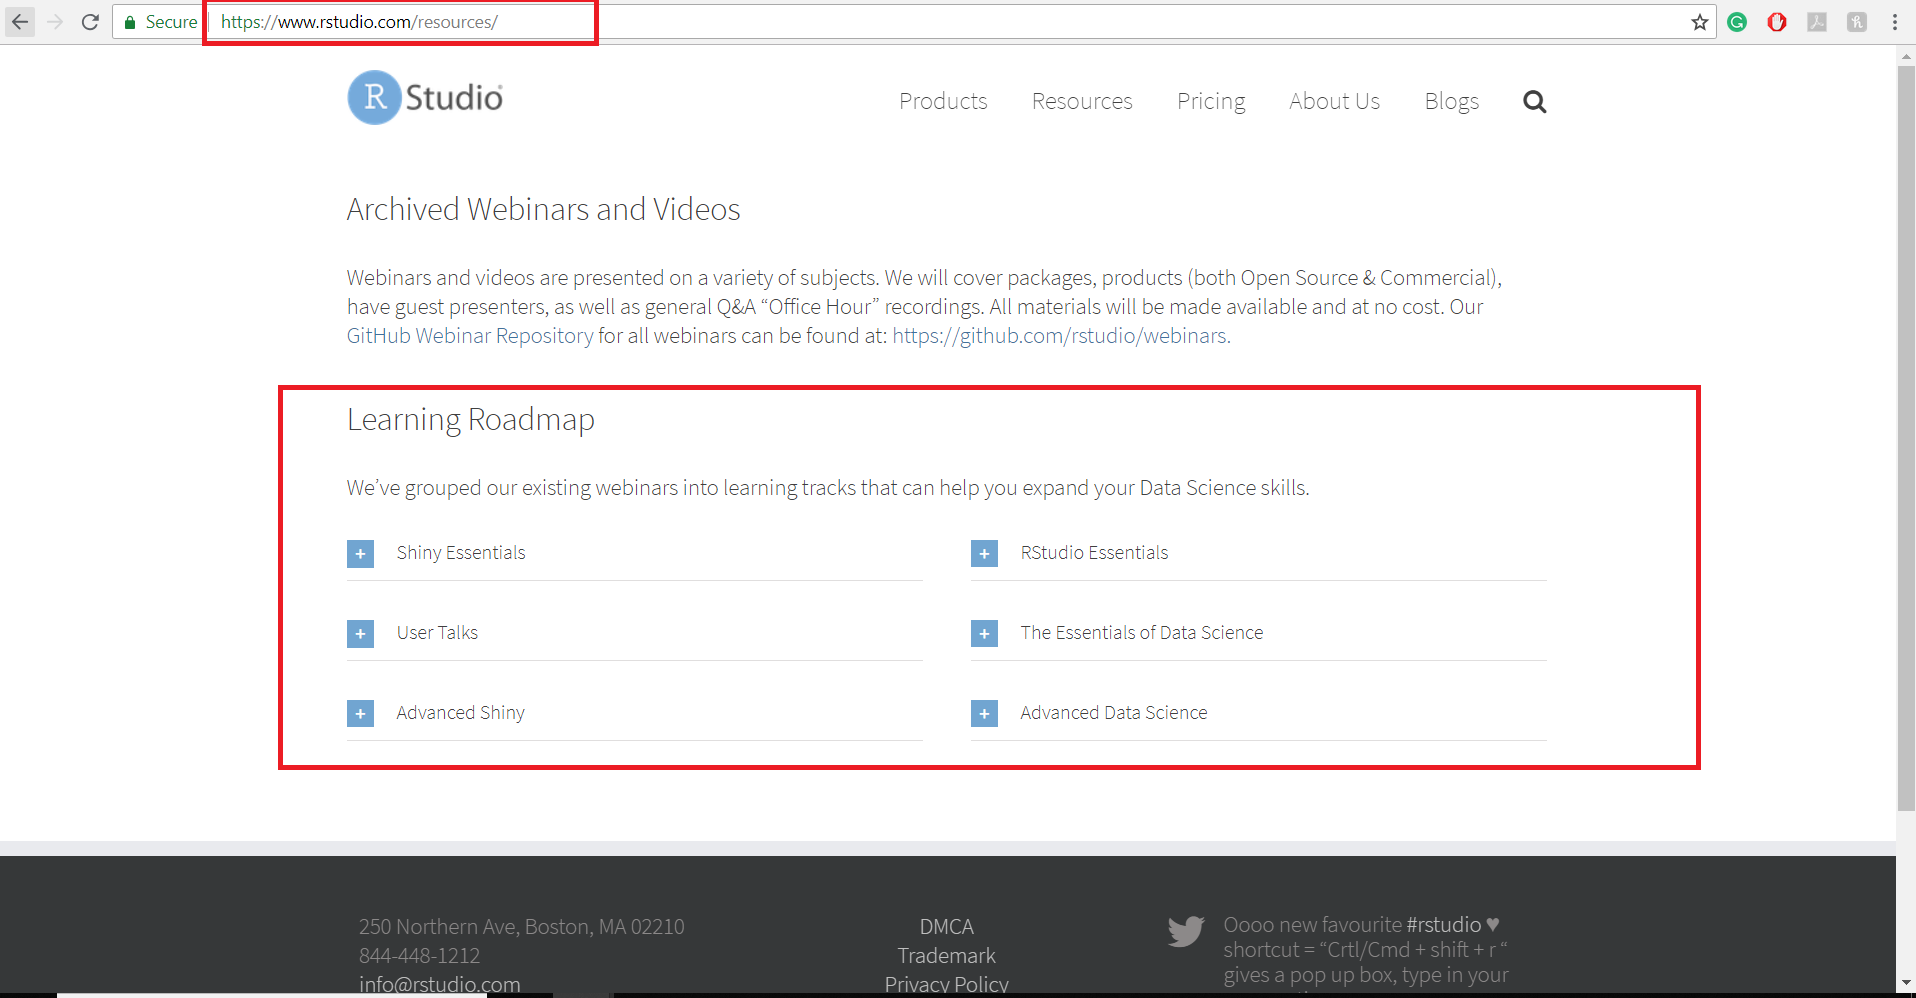 Secure https://www.rstudio.com/resources/
R Studio
Products Resources Pricing About Us Blogs
Archived Webinars and Videos
Webinars and videos are presented on a variety of subjects. We will cover packages, products (both Open Source & Commercial),
have guest presenters, as well as general Q&A “Office Hour” recordings. All materials will be made available and at no cost. Our
GitHub Webinar Repository for all webinars can be found at: https://github.com/rstudio/webinars.
Learning Roadmap
We’ve grouped our existing webinars into learning tracks that can help you expand your Data Science skills.
+ Shiny Essentials
+ RStudio Essentials
+ User Talks
+ The Essentials of Data Science
+ Advanced Shiny
+ Advanced Data Science
250 Northern Ave, Boston, MA 02210
844-448-1212
info@rstudio.com
DMCA
Trademark
Privacy Policy
Oooo new favourite #rstudio ♥
shortcut = “Crtl/Cmd + shift + r “
gives a pop up box, type in your